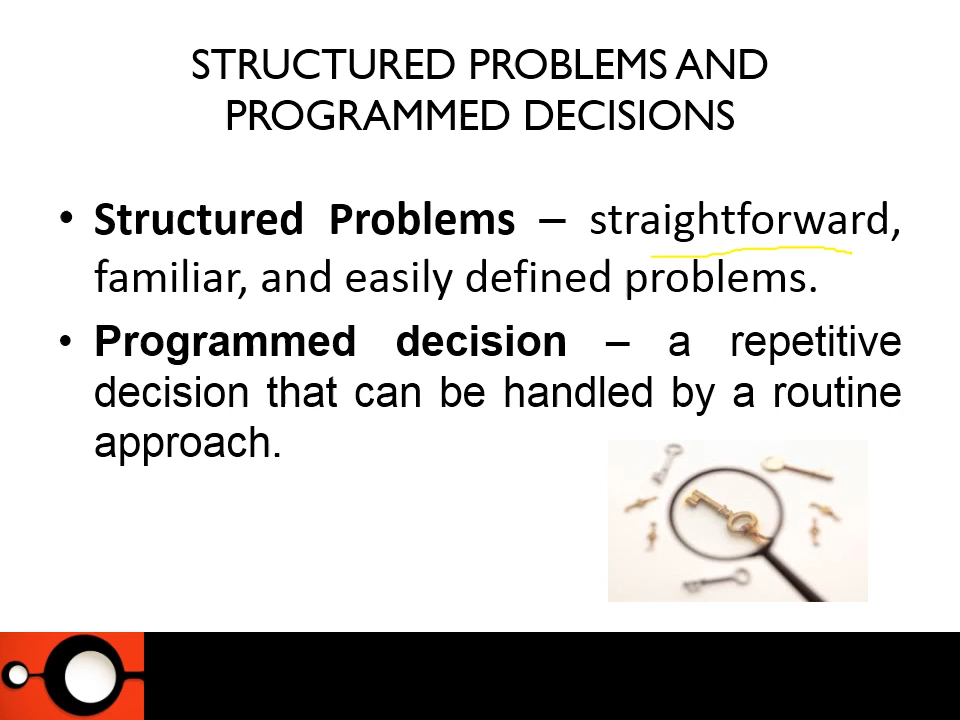 STRUCTURED PROBLEMS AND
PROGRAMMED DECISIONS
• Structured Problems – straightforward,
familiar, and easily defined problems.
• Programmed decision – a repetitive
decision that can be handled by a routine
approach.